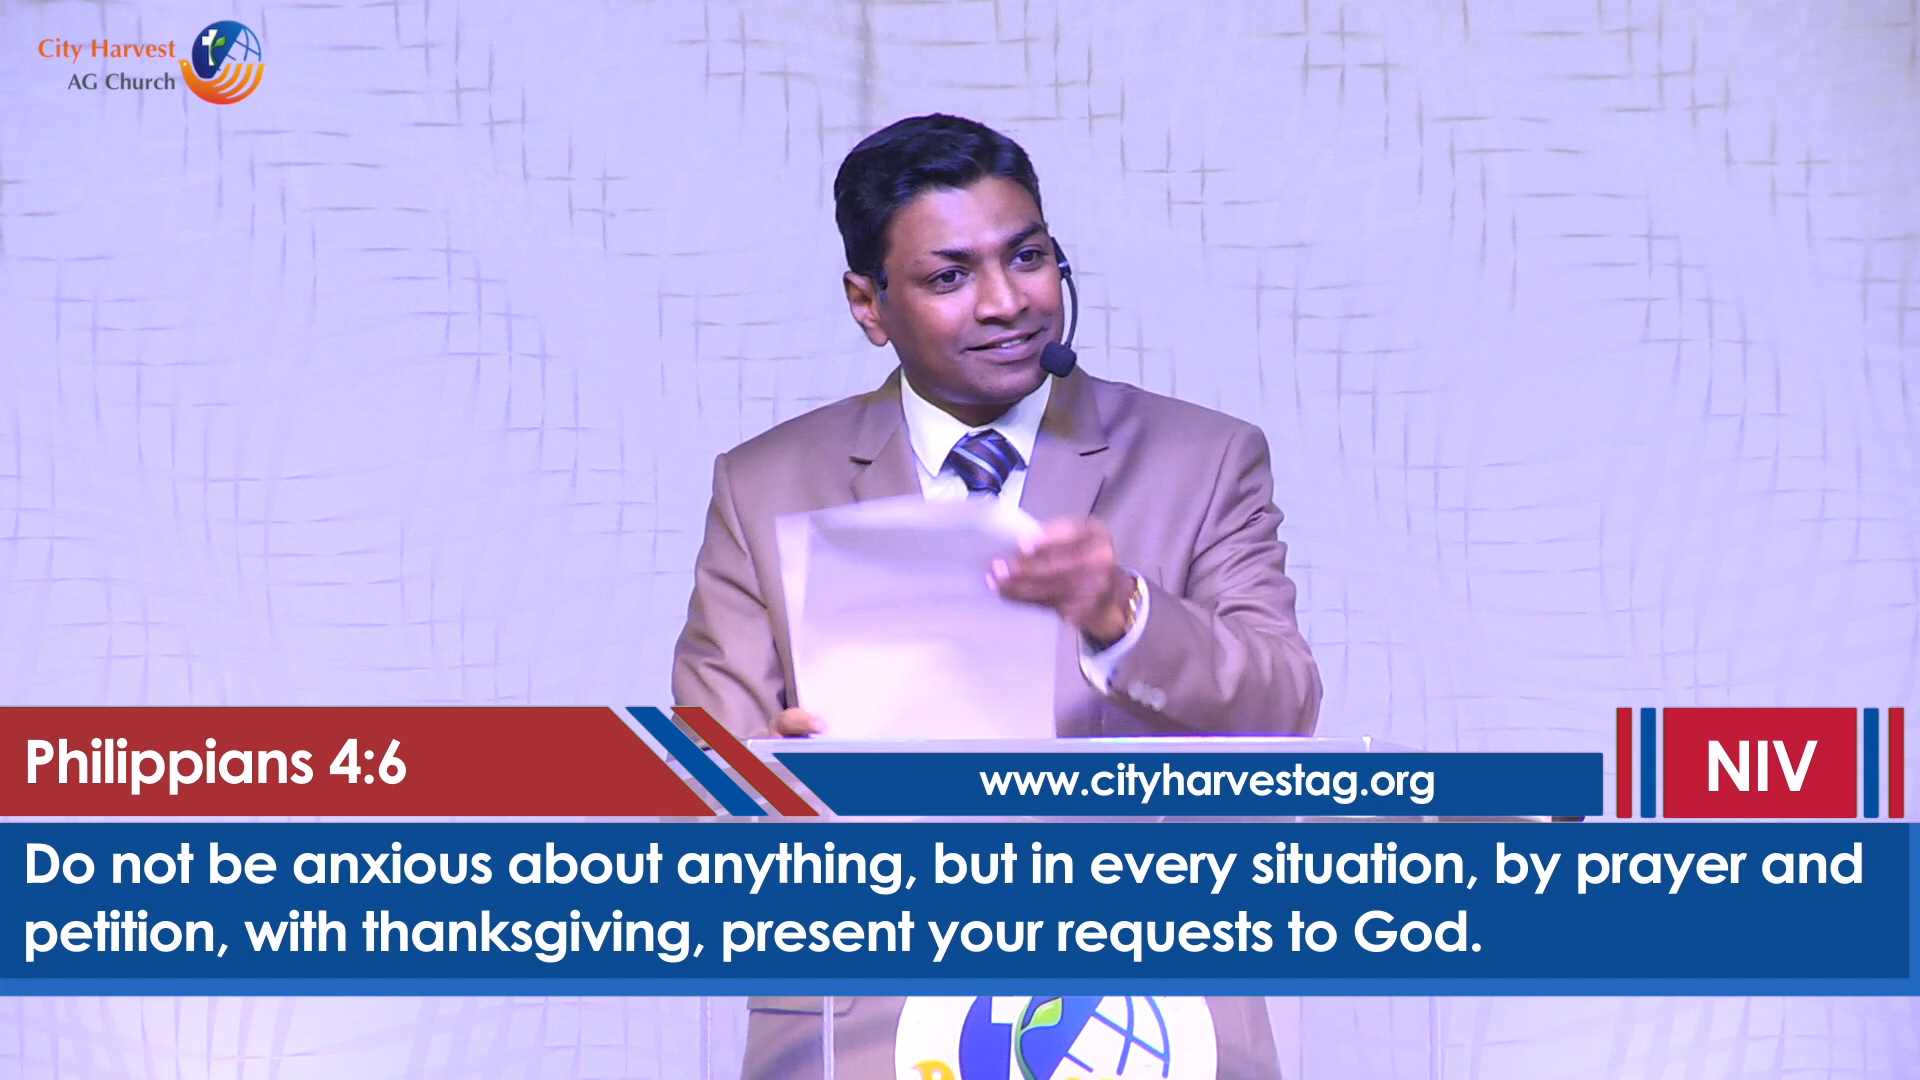 City Harvest
AG Church
Philippians 4:6
www.cityharvestag.org
NIV
Do not be anxious about anything, but in every situation, by prayer and
petition, with thanksgiving, present your requests to God.